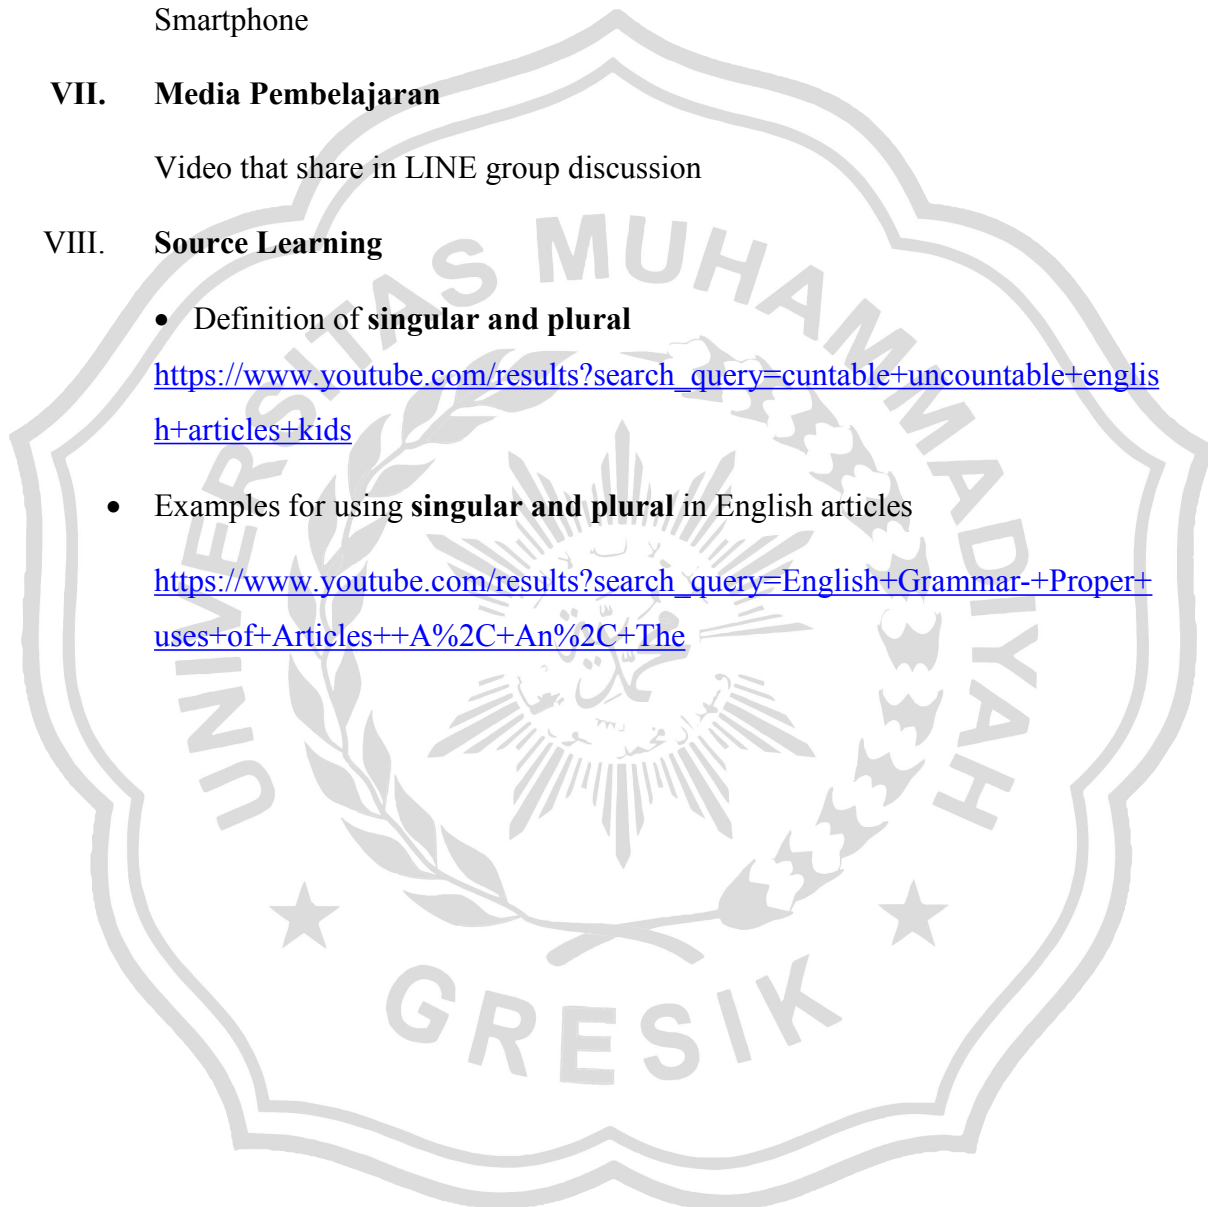 Smartphone
VII. Media Pembelajaran
Video that share in LINE group discussion
VIII. Source Learning
• Definition of singular and plural
https://www.youtube.com/results?search_query=cuntable+uncountable+englis
h+articles+kids
• Examples for using singular and plural in English articles
https://www.youtube.com/results?search_query=English+Grammar-+Proper+
uses+of+Articles++A%2C+An%2C+The
UNIVERSITAS MUHAMMADIYAH
GRESIK